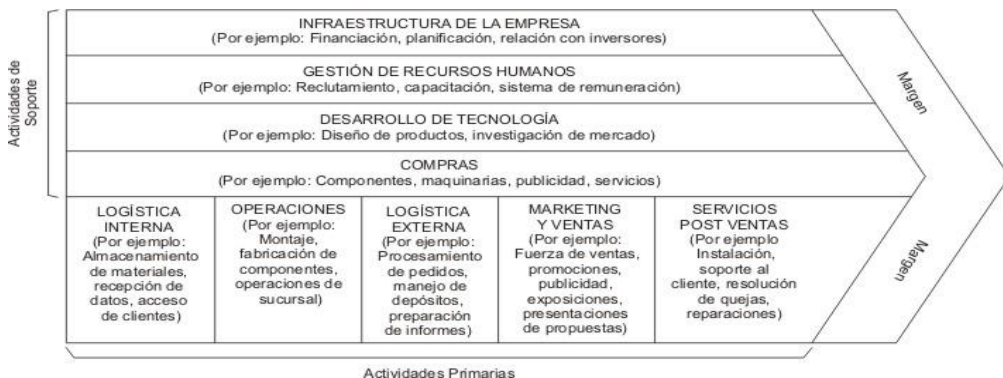 INFRAESTRUCTURA DE LA EMPRESA
(Por ejemplo: Financiación, planificación, relación con inversores)
GESTIÓN DE RECURSOS HUMANOS
(Por ejemplo: Reclutamiento, capacitación, sistema de remuneración)
DESARROLLO DE TECNOLOGÍA
(Por ejemplo: Diseño de productos, investigación de mercado)
COMPRAS
(Por ejemplo: Componentes, maquinarias, publicidad, servicios)
Actividades de
Soporte
LOGÍSTICA
INTERNA
(Por ejemplo:
Almacenamiento
de materiales,
recepción de
datos, acceso
de clientes)
OPERACIONES
(Por ejemplo:
Montaje,
fabricación de
componentes,
operaciones de
sucursal)
LOGÍSTICA
EXTERNA
(Por ejemplo:
Procesamiento
de pedidos,
manejo de
depósitos,
preparación
de informes)
MARKETING
Y VENTAS
(Por ejemplo:
Fuerza de ventas,
promociones,
publicidad,
exposiciones,
presentaciones
de propuestas)
SERVICIOS
POST VENTAS
(Por ejemplo
Instalación,
soporte al
cliente, resolución
de quejas,
reparaciones)
Margen
Margen
Actividades Primarias